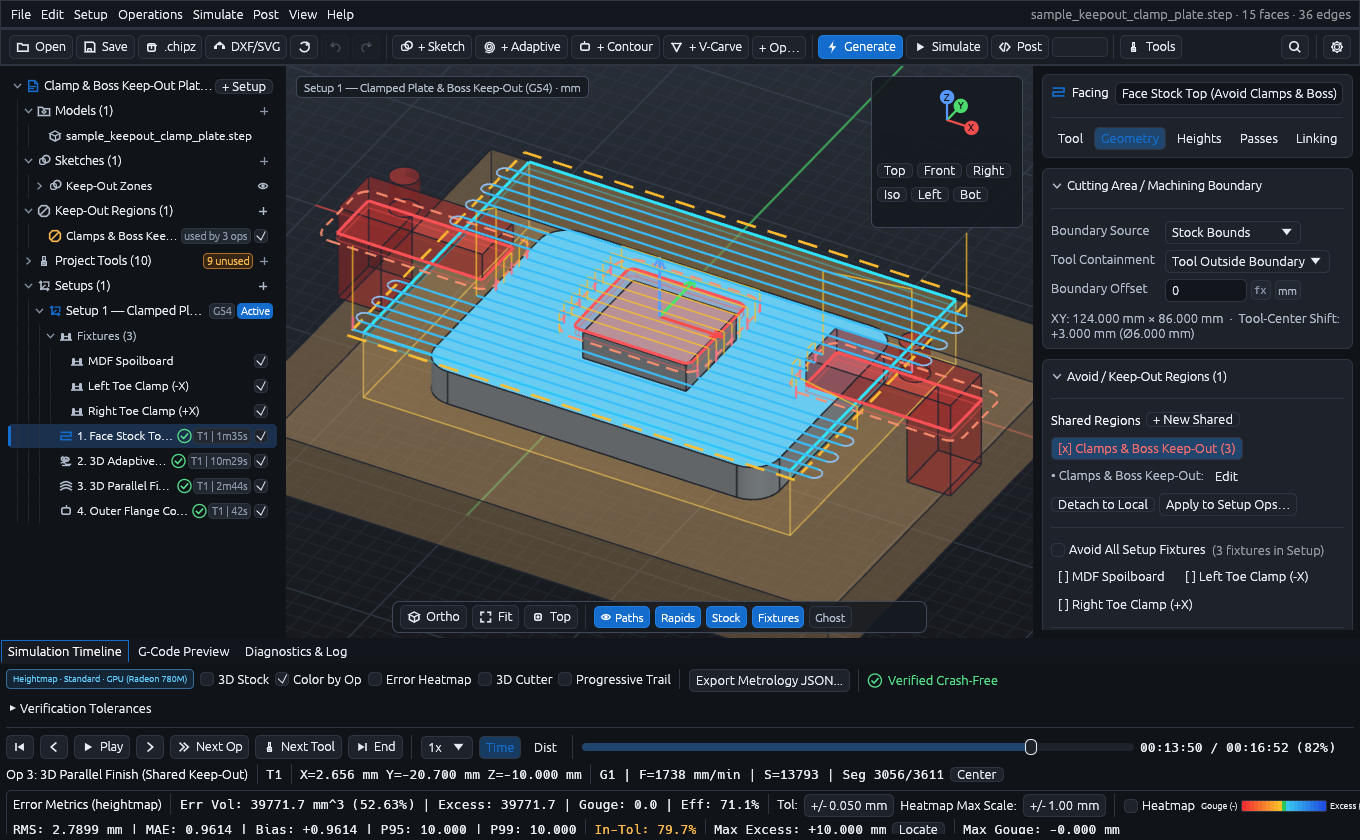 File Edit Setup Operations Simulate Post View Help
sample_keepout_clamp_plate.step · 15 faces · 36 edges
Open Save .chipz DXF/SVG + Sketch + Adaptive + Contour + V-Carve + Op… Generate Simulate Post Tools
Clamp & Boss Keep-Out Plat… + Setup
Models (1) +
sample_keepout_clamp_plate.step
Sketches (1) +
Keep-Out Zones
Keep-Out Regions (1) +
Clamps & Boss Kee… used by 3 ops
Project Tools (10) 9 unused +
Setups (1) +
Setup 1 — Clamped Pl… G54 Active
Fixtures (3)
MDF Spoilboard
Left Toe Clamp (-X)
Right Toe Clamp (+X)
1. Face Stock To… T1 | 1m35s
2. 3D Adaptive… T1 | 10m29s
3. 3D Parallel Fi… T1 | 2m44s
4. Outer Flange Co… T1 | 42s
Setup 1 — Clamped Plate & Boss Keep-Out (G54) · mm
Z
Y
X
Top Front Right
Iso Left Bot
Ortho Fit Top Paths Rapids Stock Fixtures Ghost
Facing Face Stock Top (Avoid Clamps & Boss)
Tool Geometry Heights Passes Linking
Cutting Area / Machining Boundary
Boundary Source Stock Bounds
Tool Containment Tool Outside Boundary
Boundary Offset 0 fx mm
XY: 124.000 mm × 86.000 mm · Tool-Center Shift:
+3.000 mm (Ø6.000 mm)
Avoid / Keep-Out Regions (1)
Shared Regions + New Shared
[x] Clamps & Boss Keep-Out (3)
• Clamps & Boss Keep-Out: Edit
Detach to Local Apply to Setup Ops…
Avoid All Setup Fixtures (3 fixtures in Setup)
[ ] MDF Spoilboard [ ] Left Toe Clamp (-X)
[ ] Right Toe Clamp (+X)
Simulation Timeline G-Code Preview Diagnostics & Log
Heightmap · Standard · GPU (Radeon 780M) 3D Stock Color by Op Error Heatmap 3D Cutter Progressive Trail Export Metrology JSON... Verified Crash-Free
Verification Tolerances
Play Next Op Next Tool End 1x Time Dist 00:13:50 / 00:16:52 (82%)
Op 3: 3D Parallel Finish (Shared Keep-Out) T1 X=2.656 mm Y=-20.700 mm Z=-10.000 mm G1 | F=1738 mm/min | S=13793 | Seg 3056/3611 Center
Error Metrics (heightmap) Err Vol: 39771.7 mm^3 (52.63%) | Excess: 39771.7 | Gouge: 0.0 | Eff: 71.1% Tol: +/- 0.050 mm Heatmap Max Scale: +/- 1.00 mm Heatmap Gouge (-) Excess
RMS: 2.7899 mm | MAE: 0.9614 | Bias: +0.9614 | P95: 10.000 | P99: 10.000 In-Tol: 79.7% Max Excess: +10.000 mm Locate Max Gouge: -0.000 mm